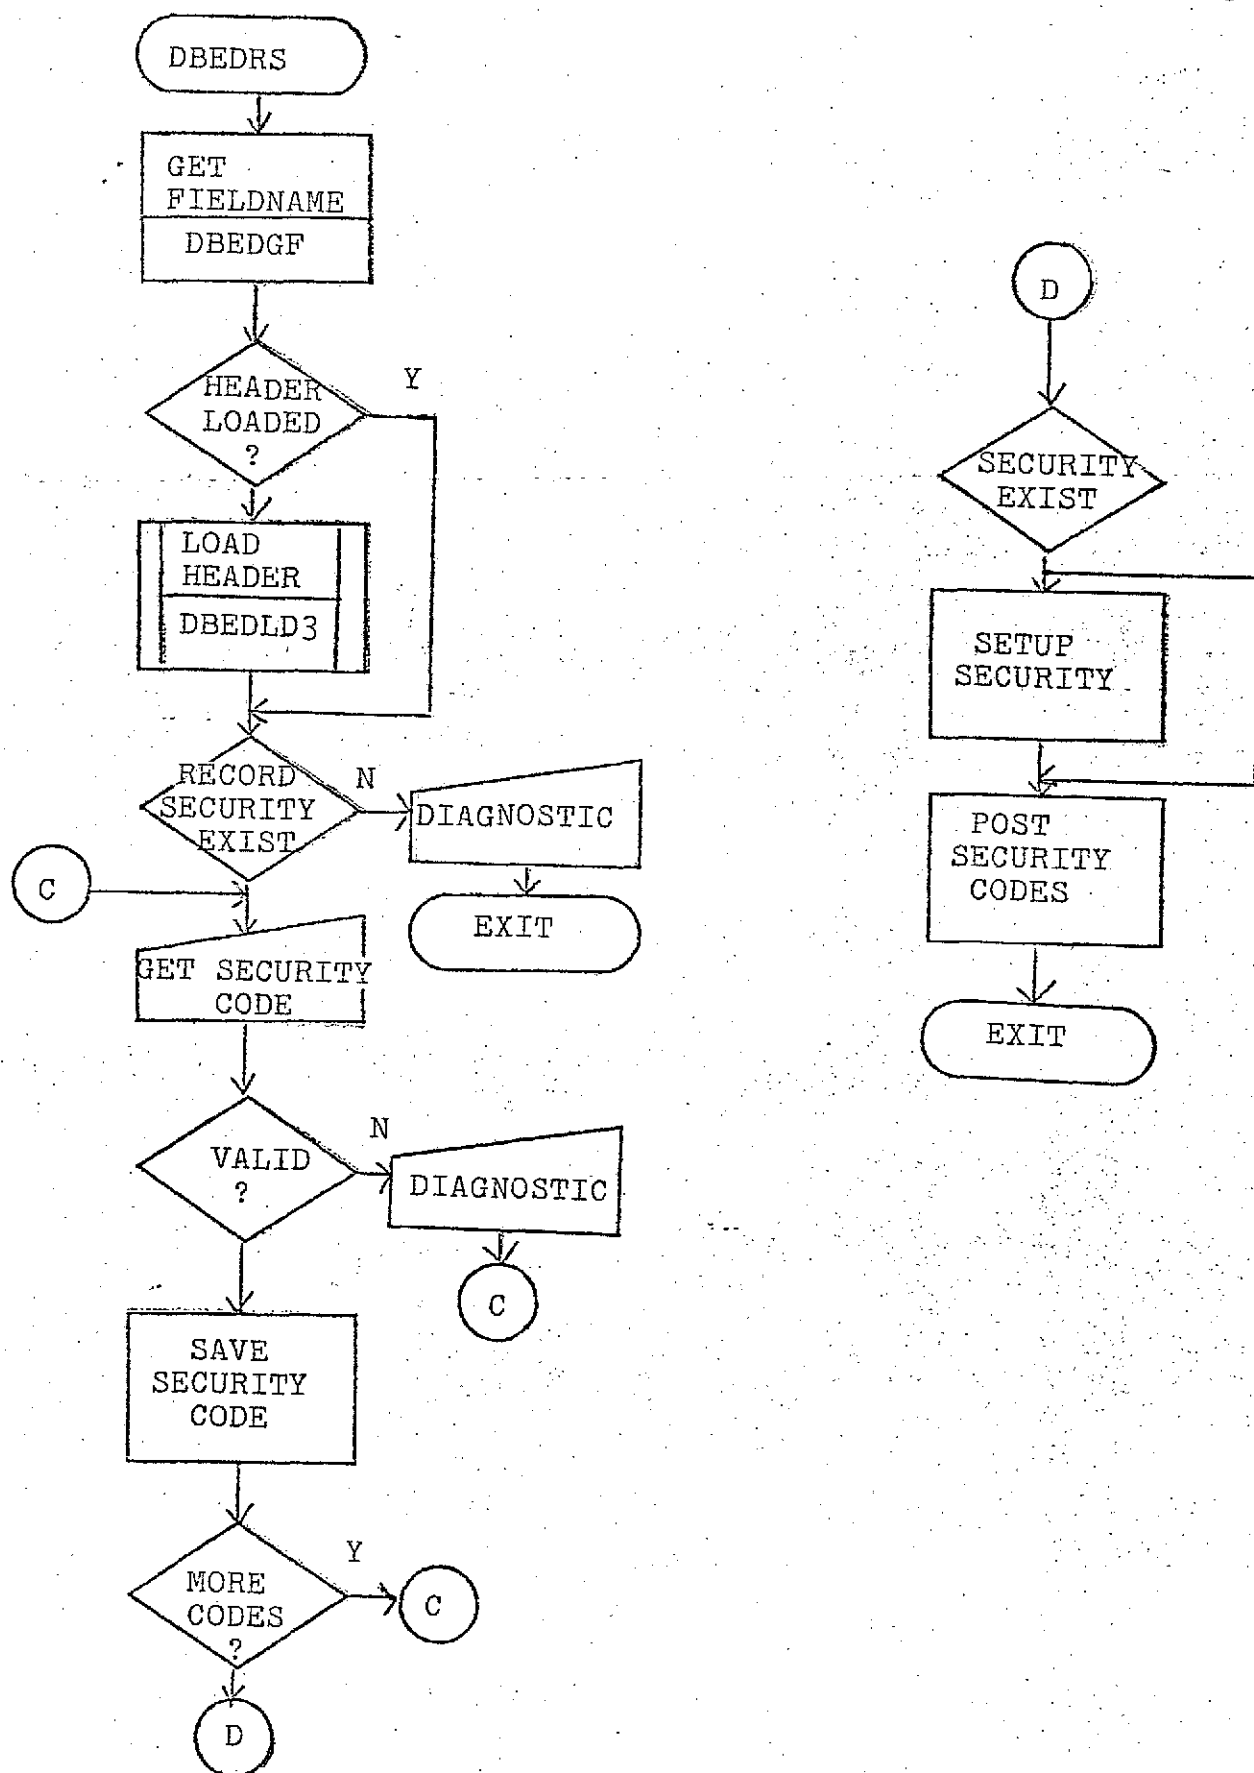 DBEDRS
GET
FIELDNAME
DBEDGF
HEADER
LOADED
?
Y
LOAD
HEADER
DBEDLD3
RECORD
SECURITY
EXIST
N
DIAGNOSTIC
EXIT
C
GET SECURITY
CODE
VALID
?
N
DIAGNOSTIC
C
SAVE
SECURITY
CODE
MORE
CODES
?
Y
C
D
D
SECURITY
EXIST
SETUP
SECURITY
POST
SECURITY
CODES
EXIT